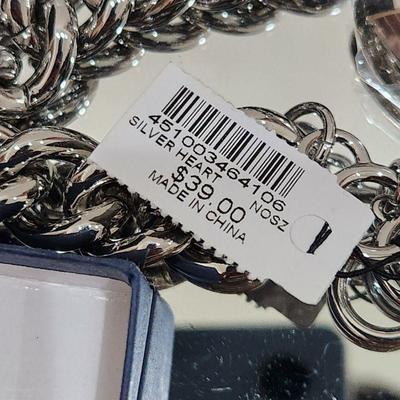 451003464106
SILVER HEART NOSZ
$39.00
MADE IN CHINA